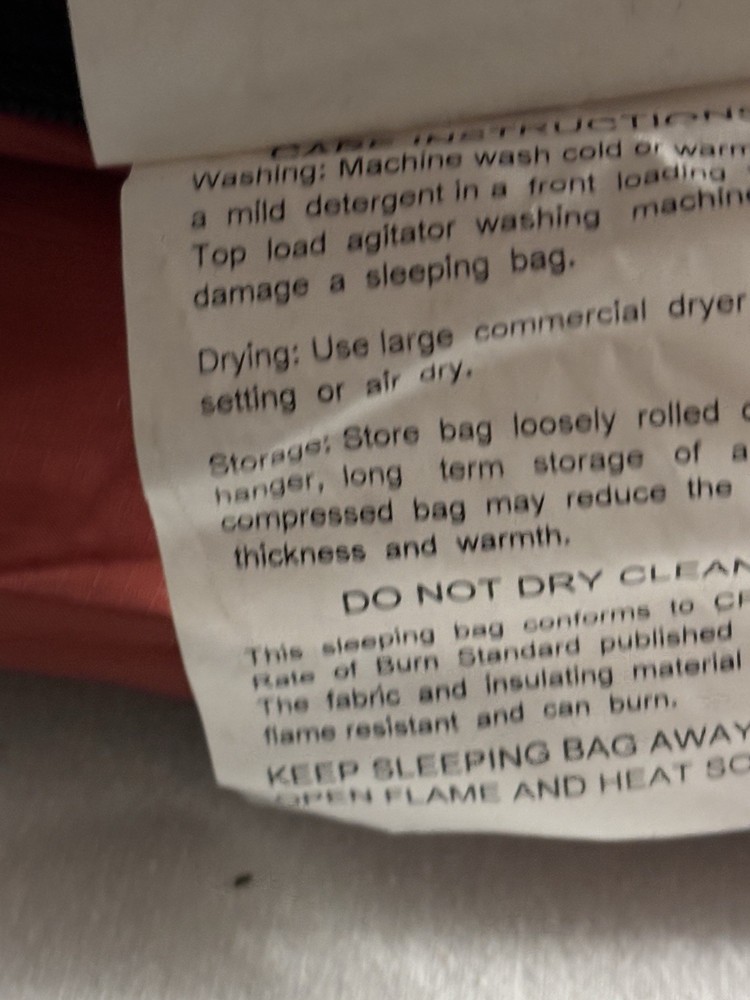 CARE INSTRUCTIONS
Washing: Machine wash cold or warm
a mild detergent in a front loading
Top load agitator washing machine
damage a sleeping bag.
Drying: Use large commercial dryer
setting or air dry.
Storage: Store bag loosely rolled
hanger, long term storage of a
compressed bag may reduce the
thickness and warmth.
DO NOT DRY CLEAN
This sleeping bag conforms to
Rate of Burn Standard published
The fabric and insulating material
flame resistant and can burn.
KEEP SLEEPING BAG AWAY
OPEN FLAME AND HEAT